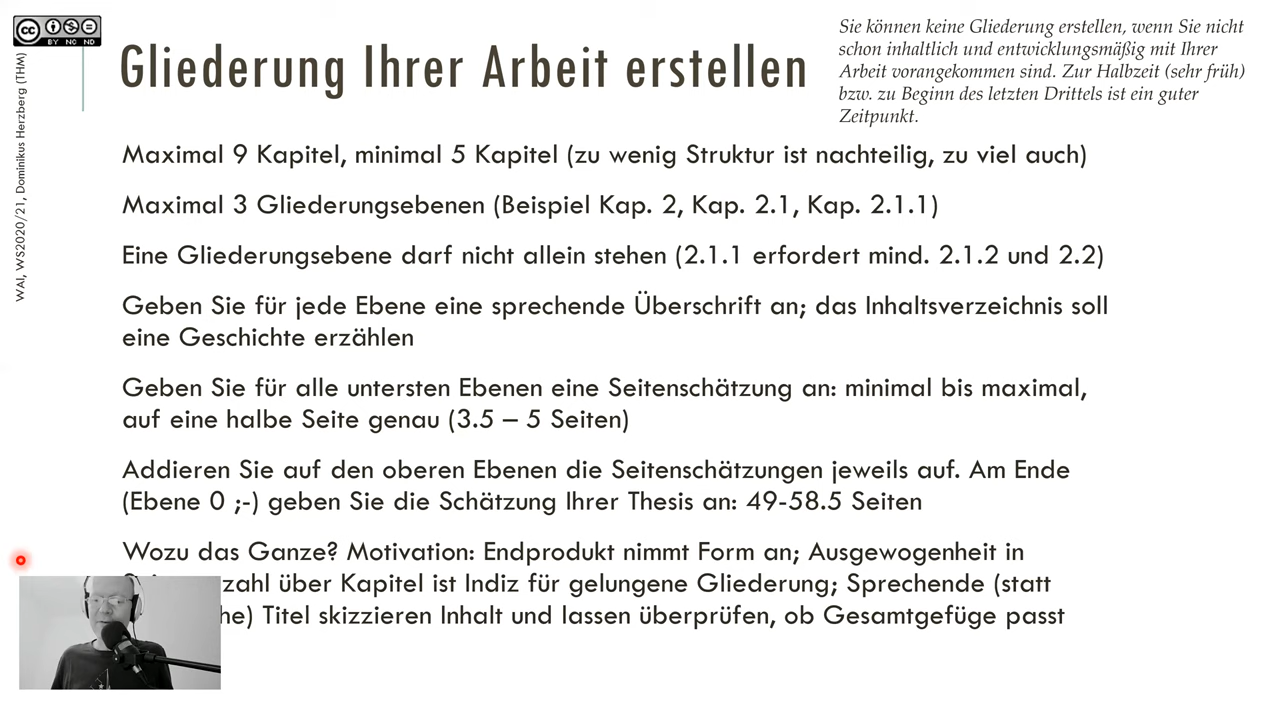 cc
BY NC ND
WAI, WS2020/21, Dominikus Herzberg (THM)
Gliederung Ihrer Arbeit erstellen
Sie können keine Gliederung erstellen, wenn Sie nicht
schon inhaltlich und entwicklungsmäßig mit Ihrer
Arbeit vorangekommen sind. Zur Halbzeit (sehr früh)
bzw. zu Beginn des letzten Drittels ist ein guter
Zeitpunkt.
Maximal 9 Kapitel, minimal 5 Kapitel (zu wenig Struktur ist nachteilig, zu viel auch)
Maximal 3 Gliederungsebenen (Beispiel Kap. 2, Kap. 2.1, Kap. 2.1.1)
Eine Gliederungsebene darf nicht allein stehen (2.1.1 erfordert mind. 2.1.2 und 2.2)
Geben Sie für jede Ebene eine sprechende Überschrift an; das Inhaltsverzeichnis soll
eine Geschichte erzählen
Geben Sie für alle untersten Ebenen eine Seitenschätzung an: minimal bis maximal,
auf eine halbe Seite genau (3.5 – 5 Seiten)
Addieren Sie auf den oberen Ebenen die Seitenschätzungen jeweils auf. Am Ende
(Ebene 0 ;-) geben Sie die Schätzung Ihrer Thesis an: 49-58.5 Seiten
Wozu das Ganze? Motivation: Endprodukt nimmt Form an; Ausgewogenheit in
zahl über Kapitel ist Indiz für gelungene Gliederung; Sprechende (statt
he) Titel skizzieren Inhalt und lassen überprüfen, ob Gesamtgefüge passt